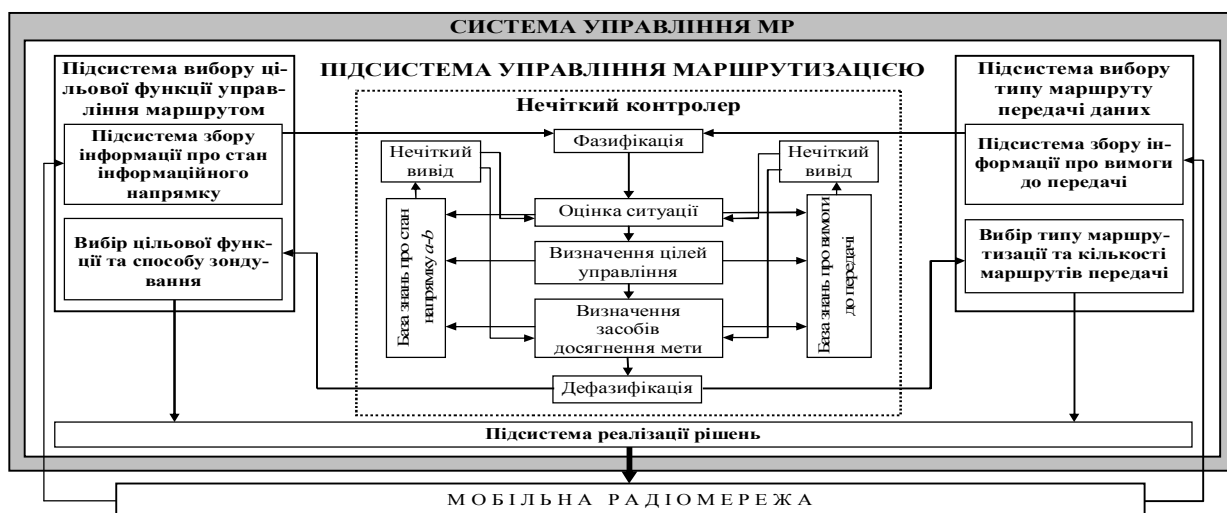 СИСТЕМА УПРАВЛІННЯ МР
ПІДСИСТЕМА УПРАВЛІННЯ МАРШРУТИЗАЦІЄЮ
Підсистема вибору ці-
льової функції управ-
ління маршрутом
Підсистема збору
інформації про стан
інформаційного
напрямку
Вибір цільової функ-
ції та способу зонду-
вання
Нечіткий контролер
Фазифікація
Нечіткий
вивід
Нечіткий
вивід
База знань про стан
напрямку a-b
Оцінка ситуації
Визначення цілей
управління
Визначення
засобів
досягнення мети
Дефазифікація
База знань про вимоги
до передачі
Підсистема вибору
типу маршруту
передачі даних
Підсистема збору ін-
формації про вимоги
до передачі
Вибір типу маршру-
тизації та кількості
маршрутів передачі
Підсистема реалізації рішень
МОБІЛЬНА РАДІОМЕРЕЖА